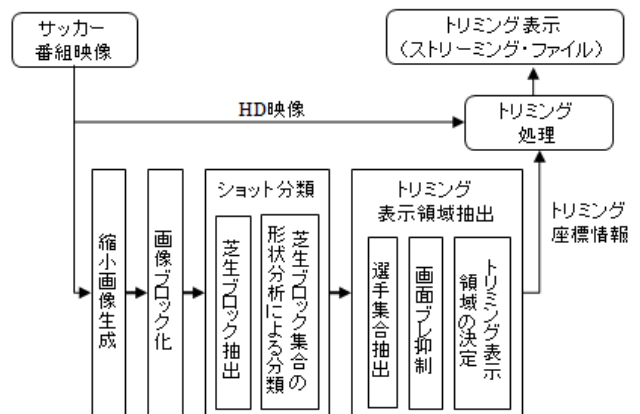 サッカー
番組映像
トリミング表示
（ストリーミング・ファイル）
HD映像
トリミング
処理
トリミング
座標情報
縮小画像生成
画像ブロック化
ショット分類
芝生ブロック抽出
芝生ブロック集合の
形状分析による分類
トリミング
表示領域抽出
選手集合抽出
画面ブレ抑制
トリミング表示
領域の決定